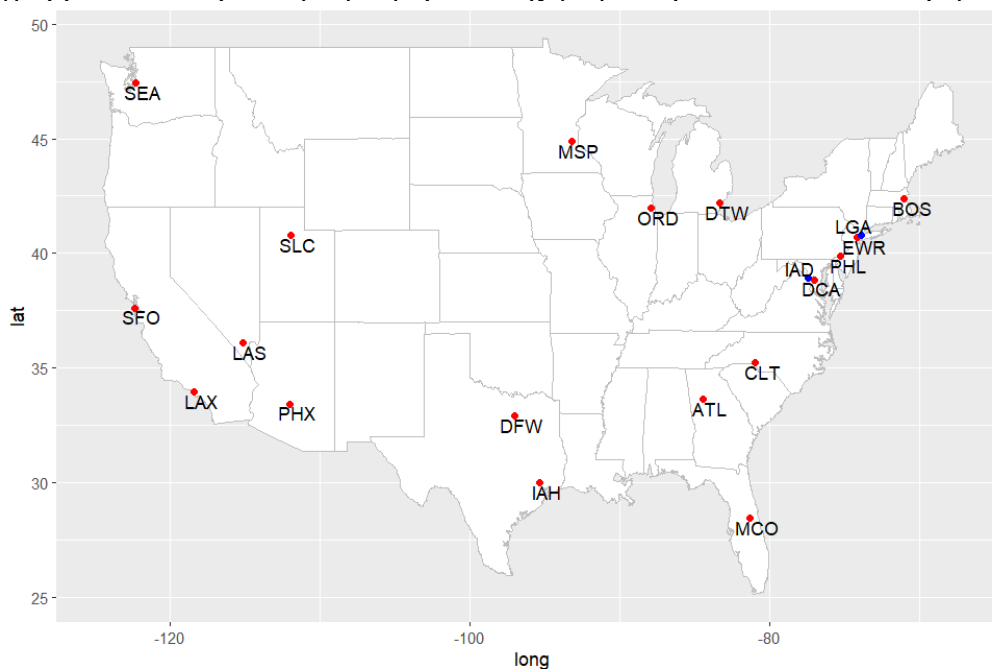 50
SEA
45
MSP
BOS
ORD
DTW
LGA
SLC
EWR
40
IAD
PHL
DCA
lat
SFO
LAS
35
CLT
LAX
PHX
DFW
ATL
30
IAH
MCO
25
-120
-100
-80
long